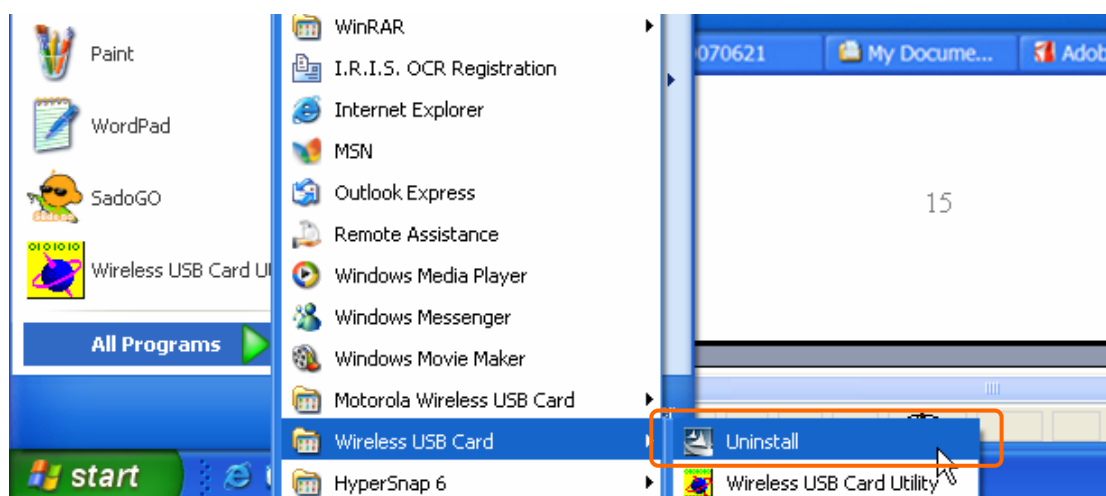 Paint
WordPad
SadoGO
Wireless USB Card U
All Programs
start
WinRAR
I.R.I.S. OCR Registration
Internet Explorer
MSN
Outlook Express
Remote Assistance
Windows Media Player
Windows Messenger
Windows Movie Maker
Motorola Wireless USB Card
Wireless USB Card
HyperSnap 6
Uninstall
Wireless USB Card Utility
070621
My Docume...
Adob
15
010101